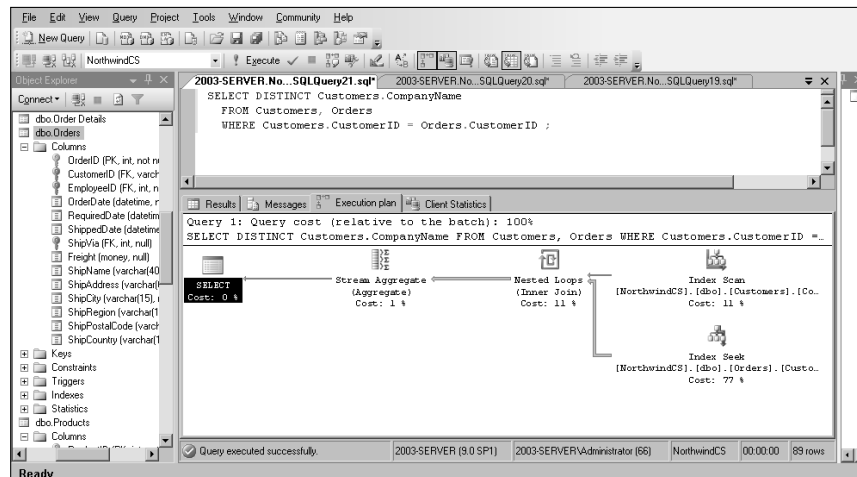 File Edit View Query Project Tools Window Community Help
New Query
NorthwindCS Execute
Object Explorer
2003-SERVER.No...SQLQuery21.sql* 2003-SERVER.No...SQLQuery20.sql* 2003-SERVER.No...SQLQuery19.sql*
Connect
SELECT DISTINCT Customers.CompanyName
FROM Customers, Orders
WHERE Customers.CustomerID = Orders.CustomerID ;
dbo.Order Details
dbo.Orders
Columns
OrderID (PK, int, not nu
CustomerID (FK, varch
EmployeeID (FK, int, n
OrderDate (datetime, n
RequiredDate (datetim
ShippedDate (datetime
ShipVia (FK, int, null)
Freight (money, null)
ShipName (varchar(40
ShipAddress (varchar(
ShipCity (varchar(15), 
ShipRegion (varchar(1
ShipPostalCode (varch
ShipCountry (varchar(1
Keys
Constraints
Triggers
Indexes
Statistics
dbo.Products
Columns
Results Messages Execution plan Client Statistics
Query 1: Query cost (relative to the batch): 100%
SELECT DISTINCT Customers.CompanyName FROM Customers, Orders WHERE Customers.CustomerID =…
SELECT
Cost: 0 %
Stream Aggregate
(Aggregate)
Cost: 1 %
Nested Loops
(Inner Join)
Cost: 11 %
Index Scan
[NorthwindCS].[dbo].[Customers].[Co…
Cost: 11 %
Index Seek
[NorthwindCS].[dbo].[Orders].[Custo…
Cost: 77 %
Query executed successfully. 2003-SERVER (9.0 SP1) 2003-SERVER\Administrator (66) NorthwindCS 00:00:00 89 rows
Ready